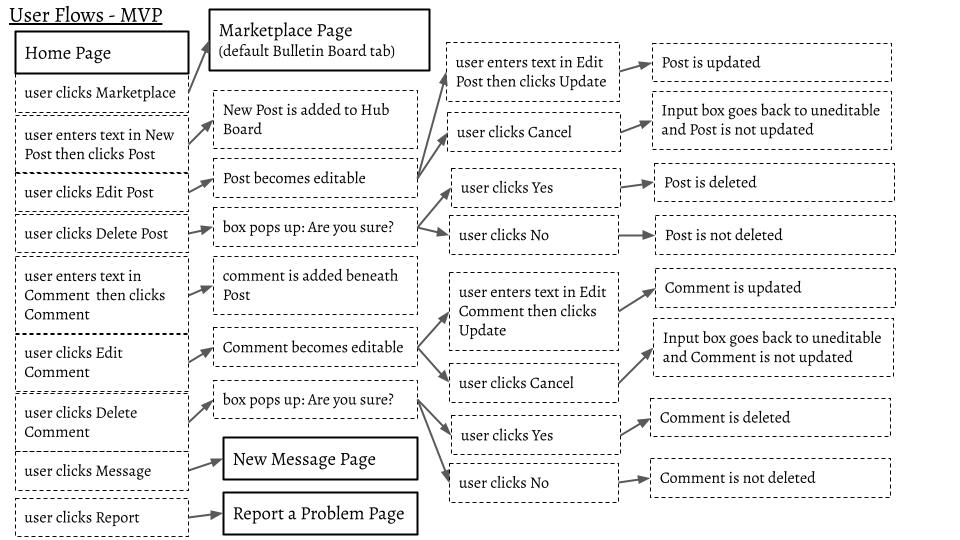 User Flows - MVP
Home Page
user clicks Marketplace
user enters text in New
Post then clicks Post
user clicks Edit Post
user clicks Delete Post
user enters text in
Comment then clicks
Comment
user clicks Edit
Comment
user clicks Delete
Comment
user clicks Message
user clicks Report
Marketplace Page
(default Bulletin Board tab)
New Post is added to Hub
Board
Post becomes editable
box pops up: Are you sure?
comment is added beneath
Post
Comment becomes editable
box pops up: Are you sure?
New Message Page
Report a Problem Page
user enters text in Edit
Post then clicks Update
user clicks Cancel
user clicks Yes
user clicks No
user enters text in Edit
Comment then clicks
Update
user clicks Cancel
user clicks Yes
user clicks No
Post is updated
Input box goes back to uneditable
and Post is not updated
Post is deleted
Post is not deleted
Comment is updated
Input box goes back to uneditable
and Comment is not updated
Comment is deleted
Comment is not deleted